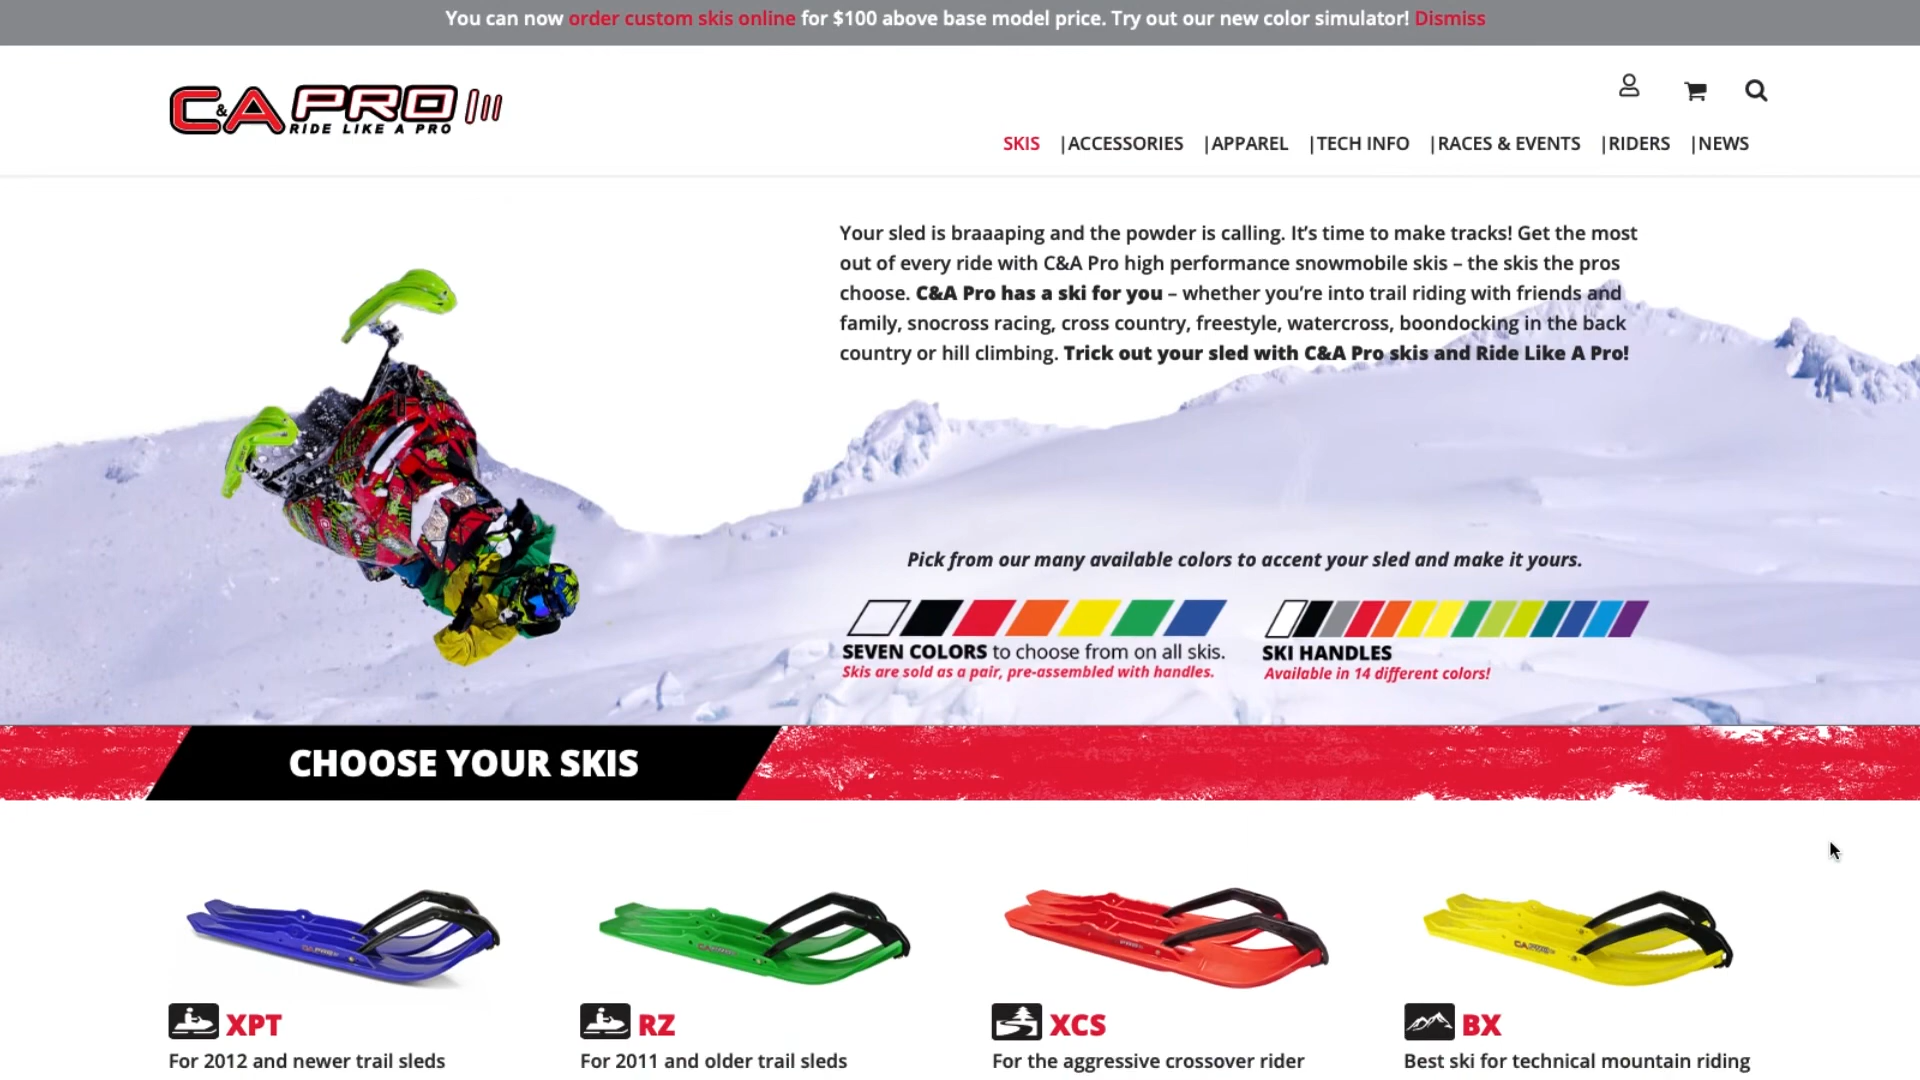 You can now order custom skis online for $100 above base model price. Try out our new color simulator! Dismiss
C&A PRO
RIDE LIKE A PRO
SKIS |ACCESSORIES |APPAREL |TECH INFO |RACES & EVENTS |RIDERS |NEWS
Your sled is braaaping and the powder is calling. It’s time to make tracks! Get the most
out of every ride with C&A Pro high performance snowmobile skis – the skis the pros
choose. C&A Pro has a ski for you – whether you’re into trail riding with friends and
family, snocross racing, cross country, freestyle, watercross, boondocking in the back
country or hill climbing. Trick out your sled with C&A Pro skis and Ride Like A Pro!
Pick from our many available colors to accent your sled and make it yours.
SEVEN COLORS to choose from on all skis.
Skis are sold as a pair, pre-assembled with handles.
SKI HANDLES
Available in 14 different colors!
CHOOSE YOUR SKIS
XPT
For 2012 and newer trail sleds
RZ
For 2011 and older trail sleds
XCS
For the aggressive crossover rider
BX
Best ski for technical mountain riding